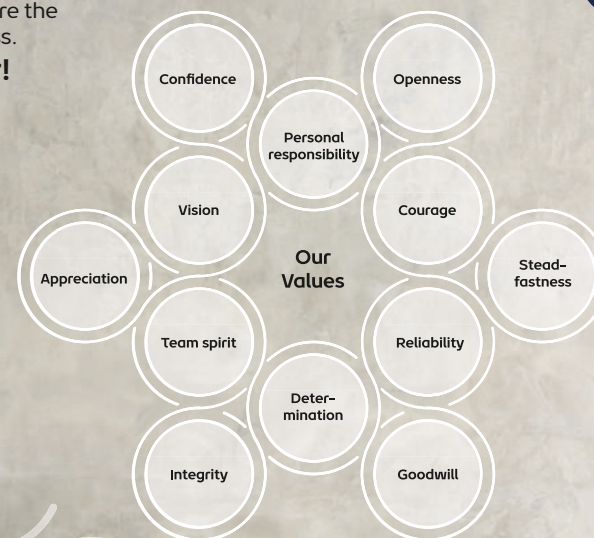 re the
s.
!
Confidence
Openness
Personal
responsibility
Vision
Courage
Our
Values
Appreciation
Stead-
fastness
Team spirit
Reliability
Deter-
mination
Integrity
Goodwill